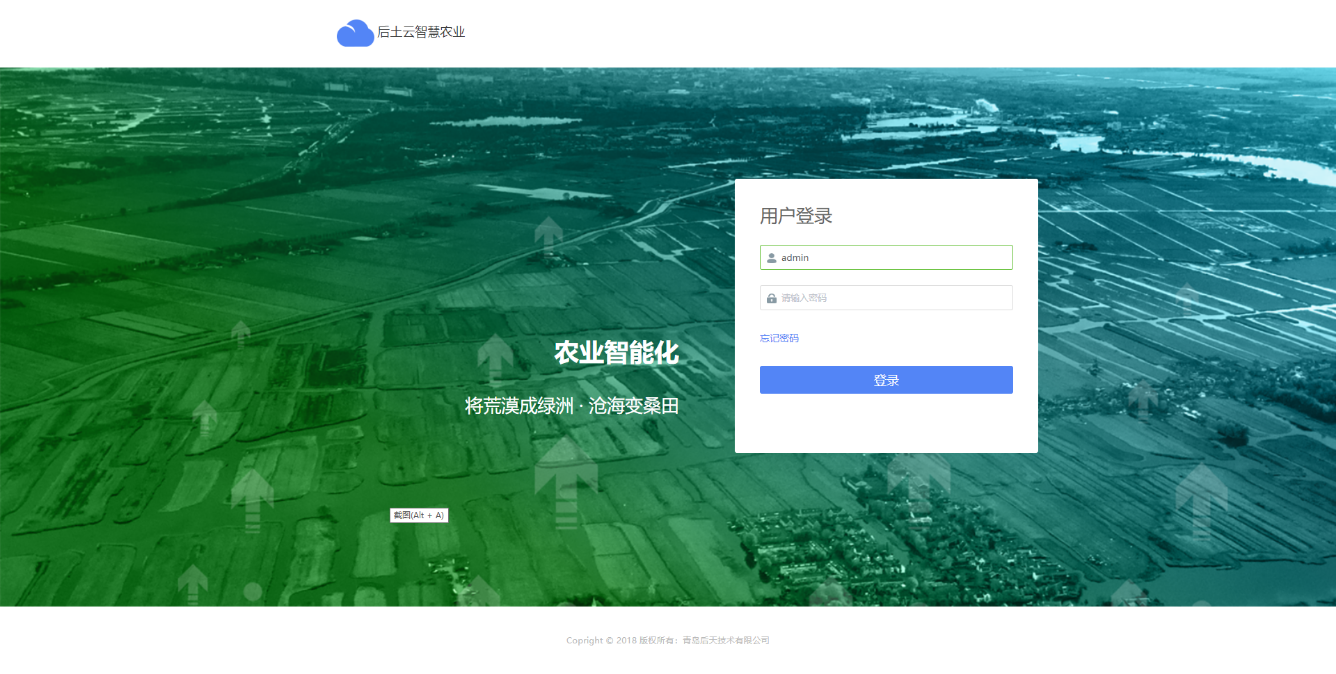 后土云智慧农业
用户登录
admin
请输入密码
忘记密码
登录
农业智能化
将荒漠成绿洲 · 沧海变桑田
截图(Alt + A)
Copright © 2018 版权所有：青岛后天技术有限公司